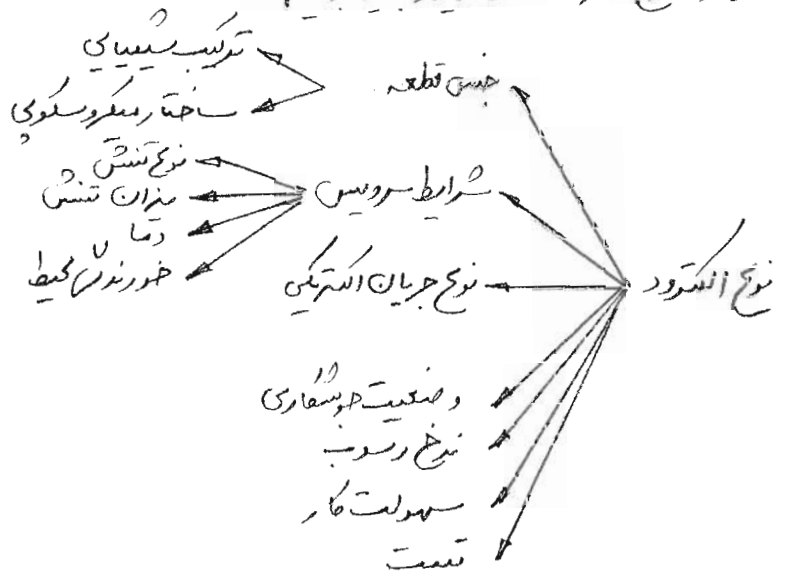 ترکیب شیمیایی
جنس قطعه
ساختار میکروسکوپی
نوع تنش
شرایط سرویس
میزان تنش
دما
خورندگی محیط
نوع جریان الکتریکی
نوع الکترود
وضعیت جوشکاری
نرخ رسوب
سهولت کار
قیمت